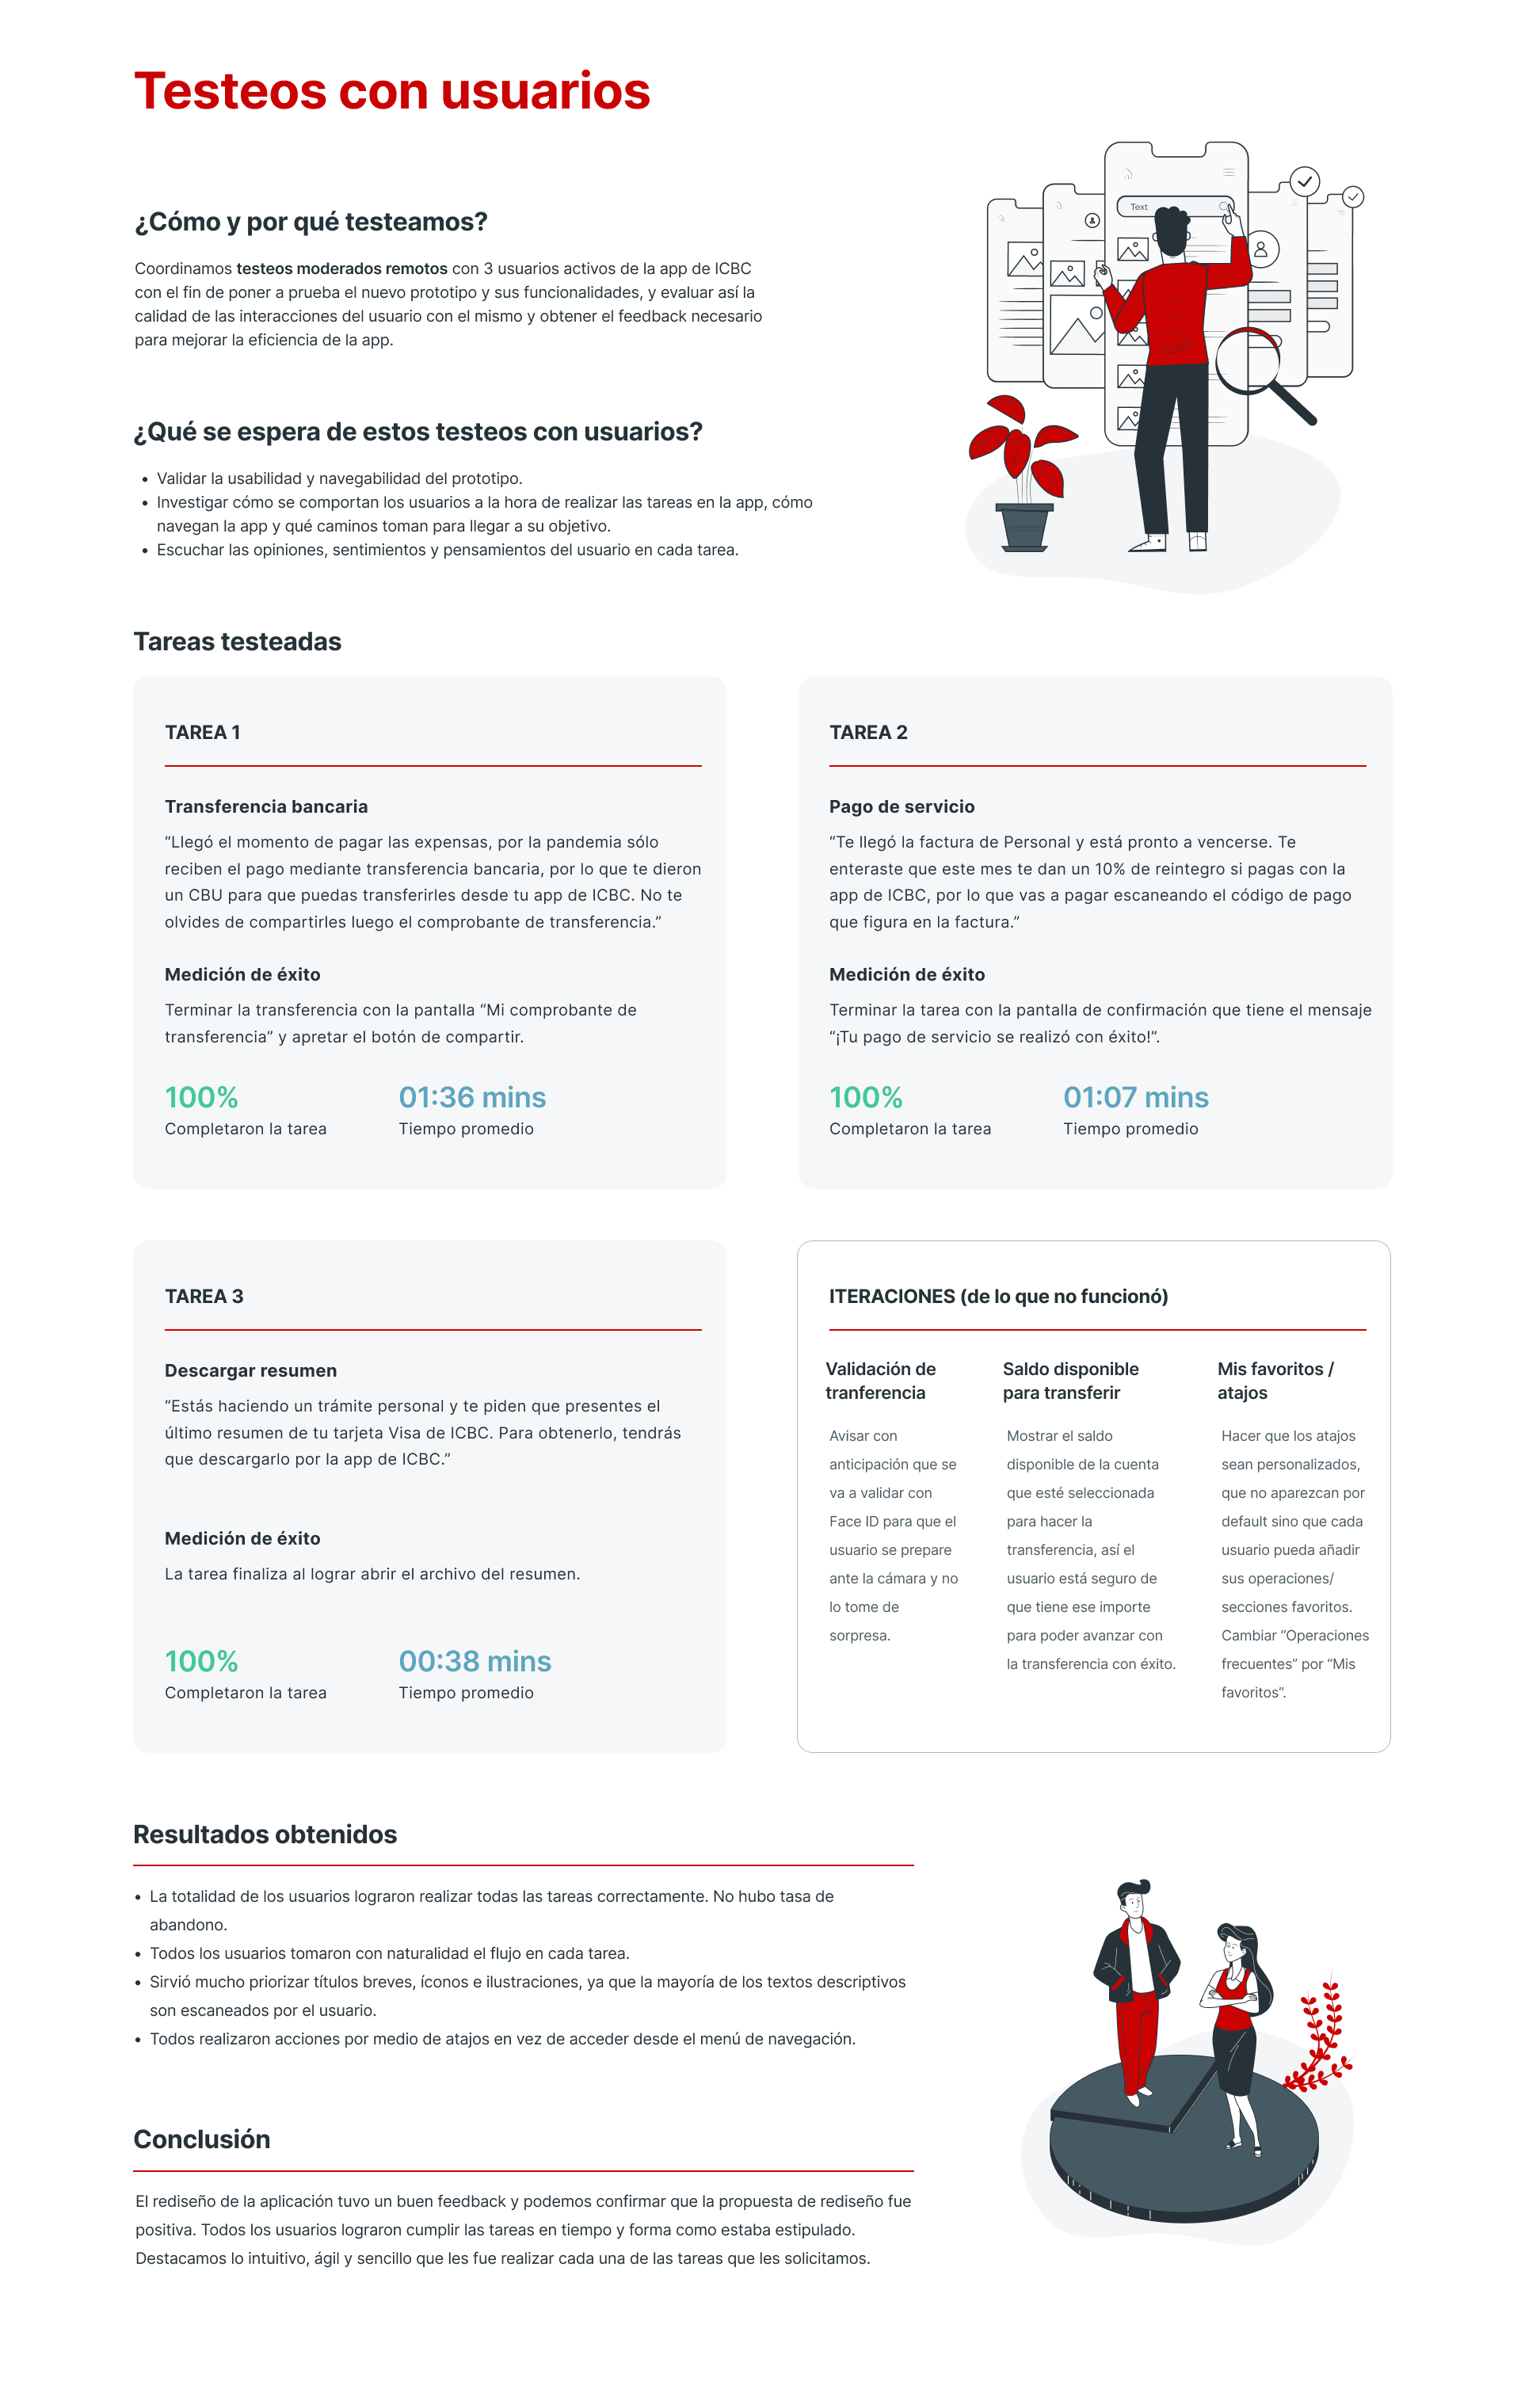 Testeos con usuarios
¿Cómo y por qué testeamos?
Coordinamos testeos moderados remotos con 3 usuarios activos de la app de ICBC
con el fin de poner a prueba el nuevo prototipo y sus funcionalidades, y evaluar así la
calidad de las interacciones del usuario con el mismo y obtener el feedback necesario
para mejorar la eficiencia de la app.
Text
¿Qué se espera de estos testeos con usuarios?
• Validar la usabilidad y navegabilidad del prototipo.
• Investigar cómo se comportan los usuarios a la hora de realizar las tareas en la app, cómo
navegan la app y qué caminos toman para llegar a su objetivo.
• Escuchar las opiniones, sentimientos y pensamientos del usuario en cada tarea.
Tareas testeadas
TAREA 1
Transferencia bancaria
“Llegó el momento de pagar las expensas, por la pandemia sólo
reciben el pago mediante transferencia bancaria, por lo que te dieron
un CBU para que puedas transferirles desde tu app de ICBC. No te
olvides de compartirles luego el comprobante de transferencia.”
Medición de éxito
Terminar la transferencia con la pantalla “Mi comprobante de
transferencia” y apretar el botón de compartir.
100%
Completaron la tarea
01:36 mins
Tiempo promedio
TAREA 2
Pago de servicio
“Te llegó la factura de Personal y está pronto a vencerse. Te
enteraste que este mes te dan un 10% de reintegro si pagas con la
app de ICBC, por lo que vas a pagar escaneando el código de pago
que figura en la factura.”
Medición de éxito
Terminar la tarea con la pantalla de confirmación que tiene el mensaje
“¡Tu pago de servicio se realizó con éxito!”.
100%
Completaron la tarea
01:07 mins
Tiempo promedio
TAREA 3
Descargar resumen
“Estás haciendo un trámite personal y te piden que presentes el
último resumen de tu tarjeta Visa de ICBC. Para obtenerlo, tendrás
que descargarlo por la app de ICBC.”
Medición de éxito
La tarea finaliza al lograr abrir el archivo del resumen.
100%
Completaron la tarea
00:38 mins
Tiempo promedio
ITERACIONES (de lo que no funcionó)
Validación de
tranferencia
Avisar con
anticipación que se
va a validar con
Face ID para que el
usuario se prepare
ante la cámara y no
lo tome de
sorpresa.
Saldo disponible
para transferir
Mostrar el saldo
disponible de la cuenta
que esté seleccionada
para hacer la
transferencia, así el
usuario está seguro de
que tiene ese importe
para poder avanzar con
la transferencia con éxito.
Mis favoritos /
atajos
Hacer que los atajos
sean personalizados,
que no aparezcan por
default sino que cada
usuario pueda añadir
sus operaciones/
secciones favoritos.
Cambiar “Operaciones
frecuentes” por “Mis
favoritos”.
Resultados obtenidos
• La totalidad de los usuarios lograron realizar todas las tareas correctamente. No hubo tasa de
abandono.
• Todos los usuarios tomaron con naturalidad el flujo en cada tarea.
• Sirvió mucho priorizar títulos breves, íconos e ilustraciones, ya que la mayoría de los textos descriptivos
son escaneados por el usuario.
• Todos realizaron acciones por medio de atajos en vez de acceder desde el menú de navegación.
Conclusión
El rediseño de la aplicación tuvo un buen feedback y podemos confirmar que la propuesta de rediseño fue
positiva. Todos los usuarios lograron cumplir las tareas en tiempo y forma como estaba estipulado.
Destacamos lo intuitivo, ágil y sencillo que les fue realizar cada una de las tareas que les solicitamos.